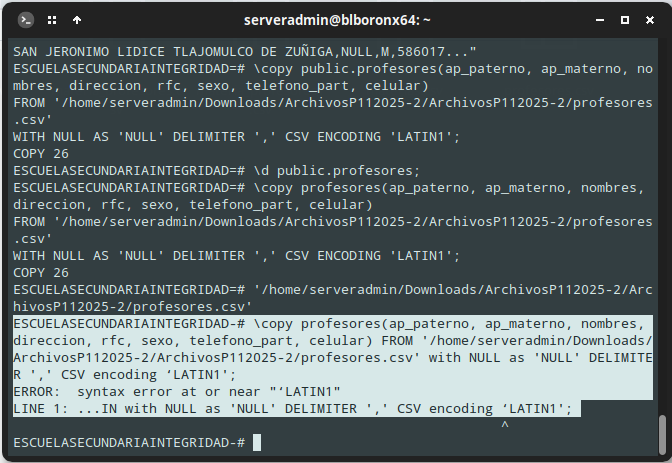 serveradmin@blboronx64: ~
SAN JERONIMO LIDICE TLAJOMULCO DE ZUÑIGA,NULL,M,586017..."
ESCUELASECUNDARIAINTEGRIDAD=# \copy public.profesores(ap_paterno, ap_materno, no
mbres, direccion, rfc, sexo, telefono_part, celular)
FROM '/home/serveradmin/Downloads/ArchivosP112025-2/ArchivosP112025-2/profesores
.csv'
WITH NULL AS 'NULL' DELIMITER ',' CSV ENCODING 'LATIN1';
COPY 26
ESCUELASECUNDARIAINTEGRIDAD=# \d public.profesores;
ESCUELASECUNDARIAINTEGRIDAD=# \copy profesores(ap_paterno, ap_materno, nombres,
direccion, rfc, sexo, telefono_part, celular)
FROM '/home/serveradmin/Downloads/ArchivosP112025-2/ArchivosP112025-2/profesores
.csv'
WITH NULL AS 'NULL' DELIMITER ',' CSV ENCODING 'LATIN1';
COPY 26
ESCUELASECUNDARIAINTEGRIDAD=# '/home/serveradmin/Downloads/ArchivosP112025-2/Arc
hivosP112025-2/profesores.csv'
ESCUELASECUNDARIAINTEGRIDAD-# \copy profesores(ap_paterno, ap_materno, nombres,
direccion, rfc, sexo, telefono_part, celular) FROM '/home/serveradmin/Downloads/
ArchivosP112025-2/ArchivosP112025-2/profesores.csv' with NULL as 'NULL' DELIMITE
R ',' CSV encoding ‘LATIN1';
ERROR:  syntax error at or near "‘LATIN1"
LINE 1: ...IN with NULL as 'NULL' DELIMITER ',' CSV encoding ‘LATIN1';
^
ESCUELASECUNDARIAINTEGRIDAD-#